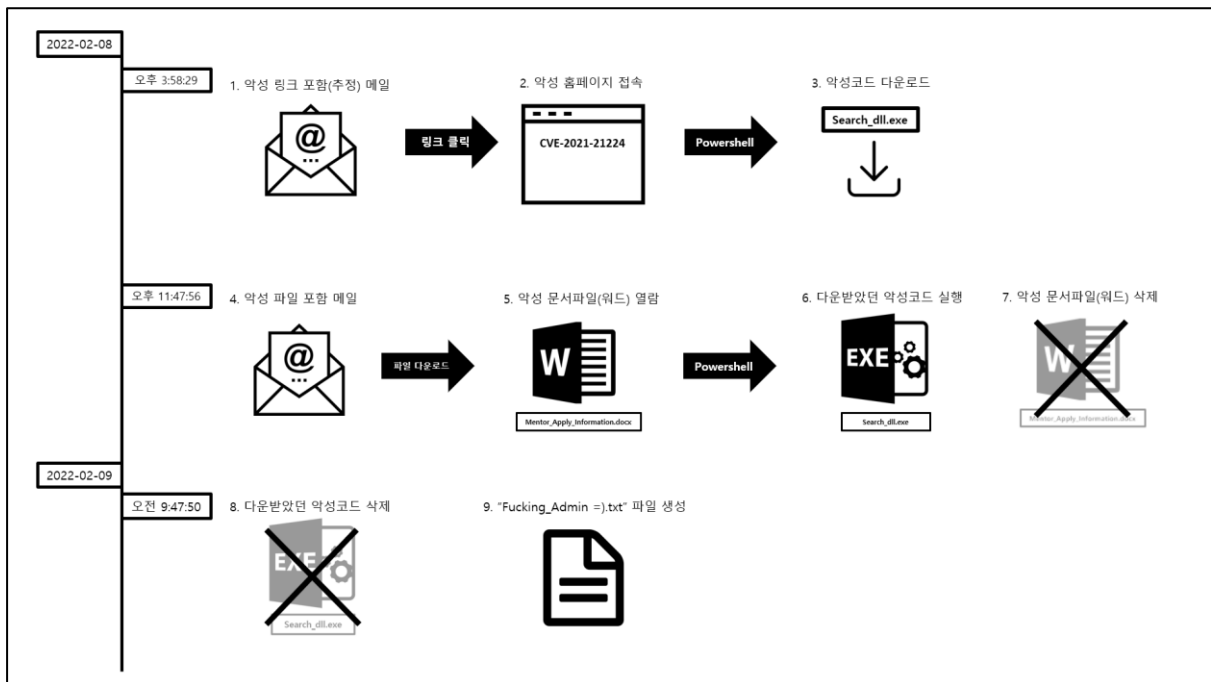 2022-02-08
오후 3:58:29
1. 악성 링크 포함(추정) 메일
2. 악성 홈페이지 접속
3. 악성코드 다운로드
@
...
링크 클릭
CVE-2021-21224
Powershell
Search_dll.exe
오후 11:47:56
4. 악성 파일 포함 메일
5. 악성 문서파일(워드) 열람
6. 다운받았던 악성코드 실행
7. 악성 문서파일(워드) 삭제
@
...
파일 다운로드
W
Powershell
EXE
W
Mentor_Apply_Information.docx
Search_dll.exe
Mentor_Apply_Information.docx
2022-02-09
오전 9:47:50
8. 다운받았던 악성코드 삭제
9. "Fucking_Admin =).txt" 파일 생성
EXE
Search_dll.exe